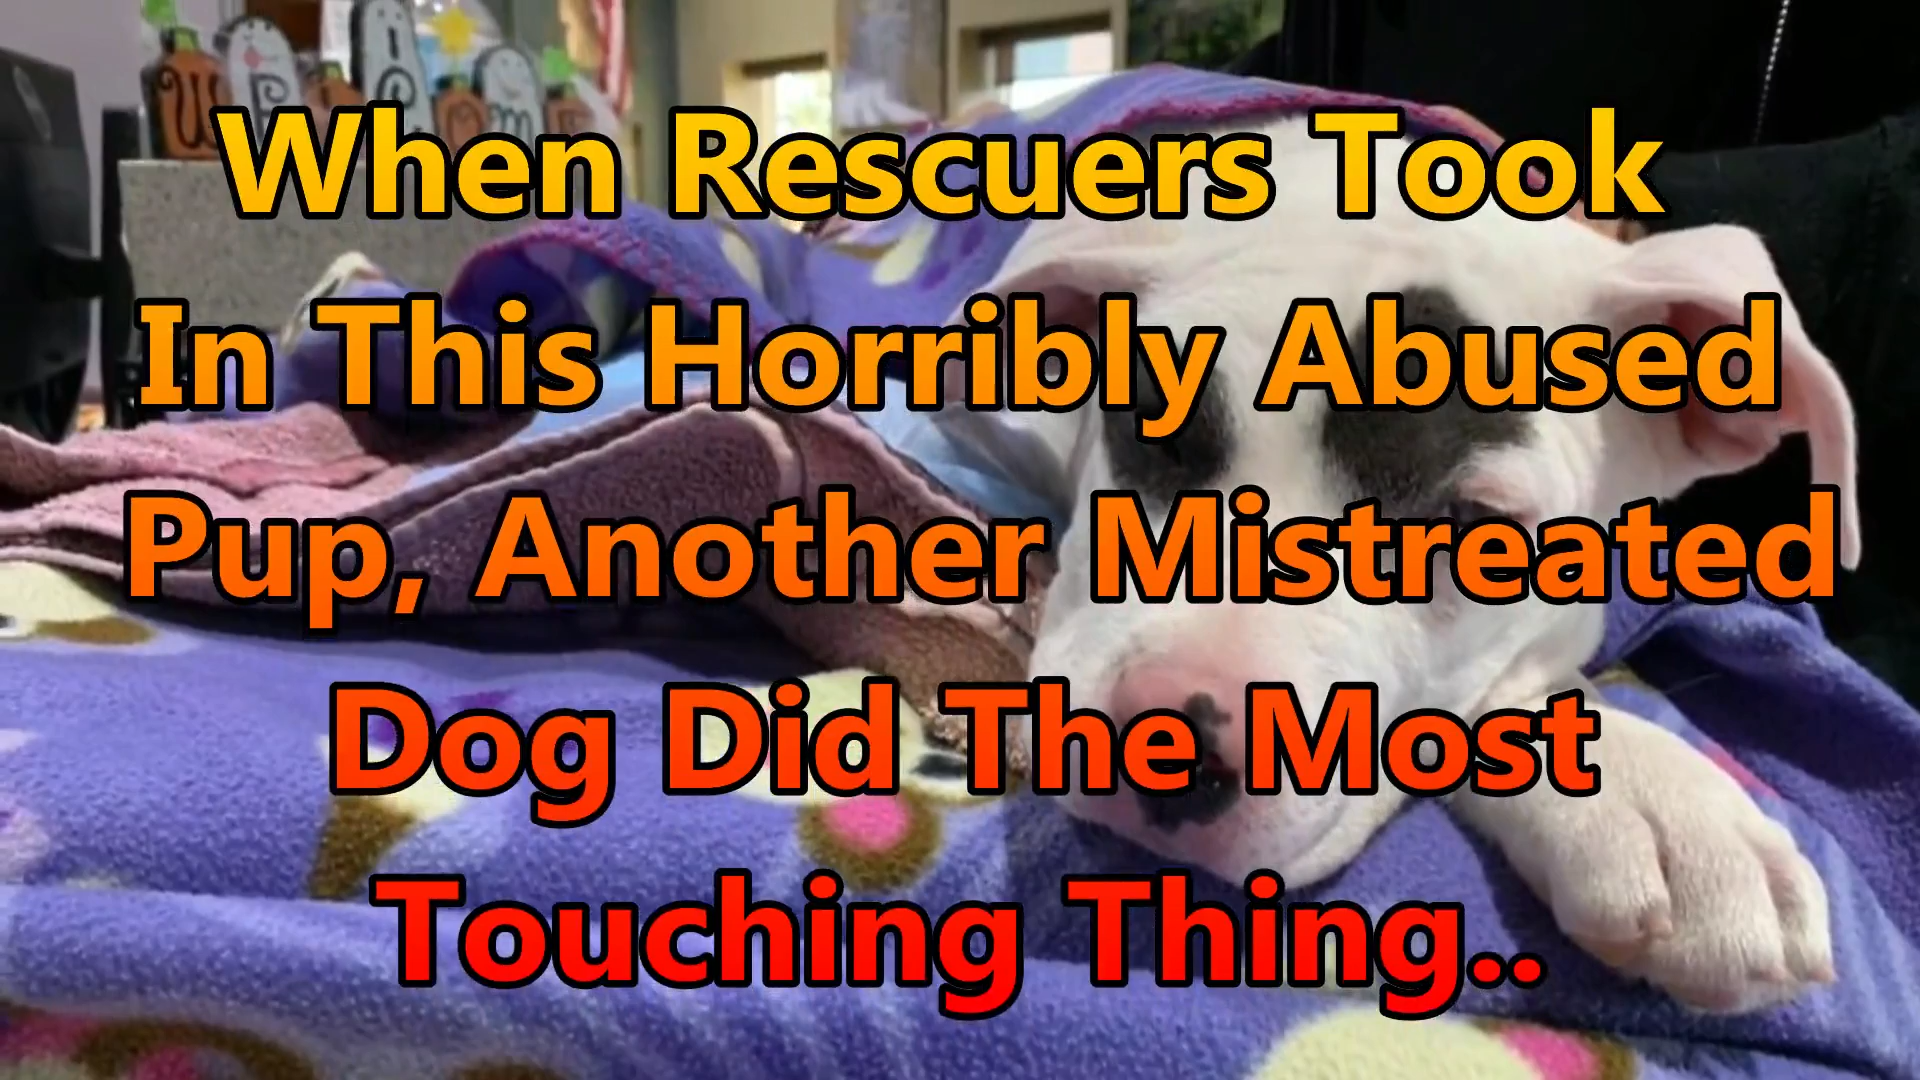 When Rescuers Took
In This Horribly Abused
Pup, Another Mistreated
Dog Did The Most
Touching Thing..